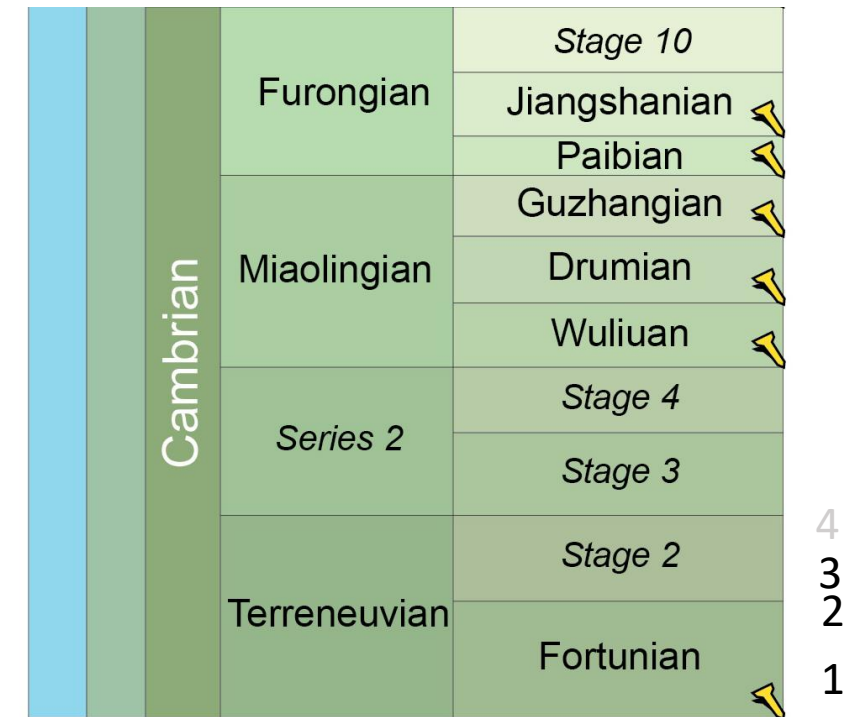 Cambrian
Furongian
Stage 10
Jiangshanian
Paibian
Miaolingian
Guzhangian
Drumian
Wuliuan
Series 2
Stage 4
Stage 3
Terreneuvian
Stage 2
Fortunian
4
3
2
1